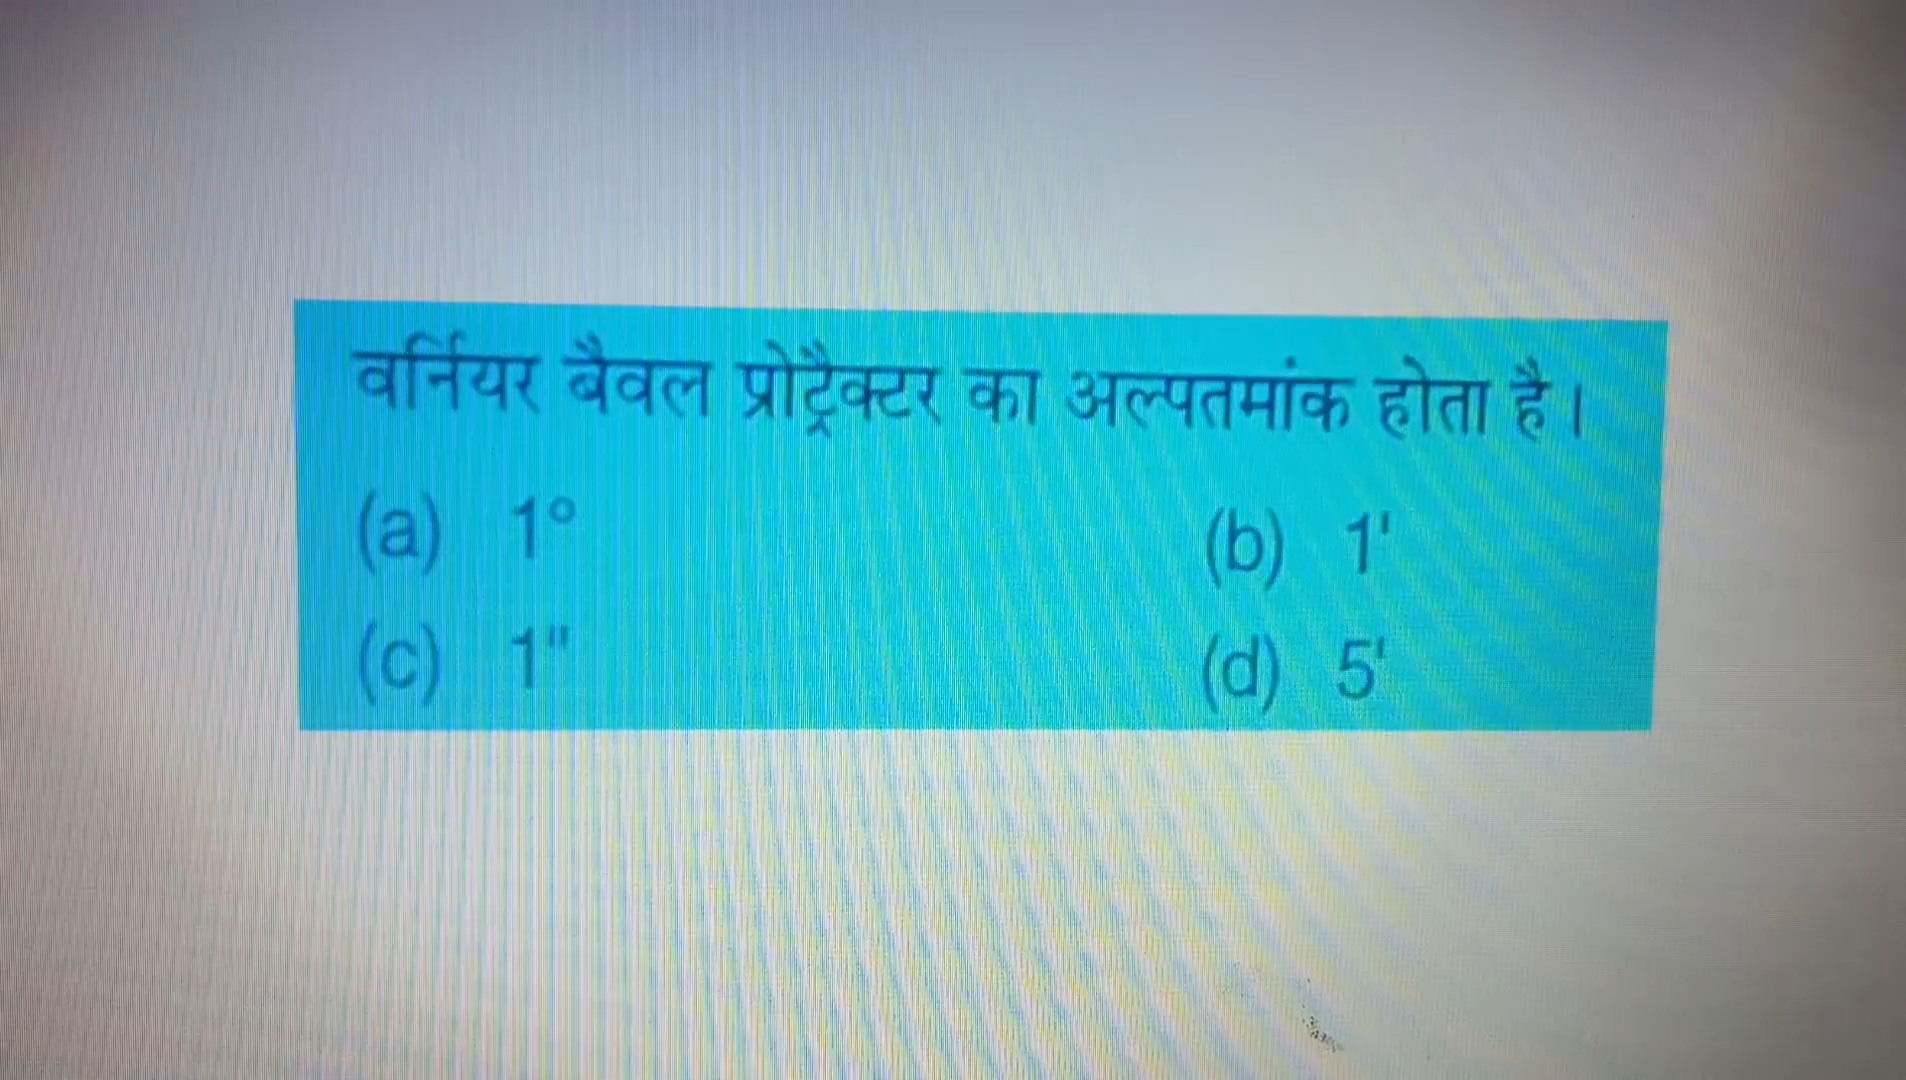 वर्नियर बैवल प्रोट्रैक्टर का अल्पतमांक होता है।
(a) 1° (b) 1'
(c) 1" (d) 5'